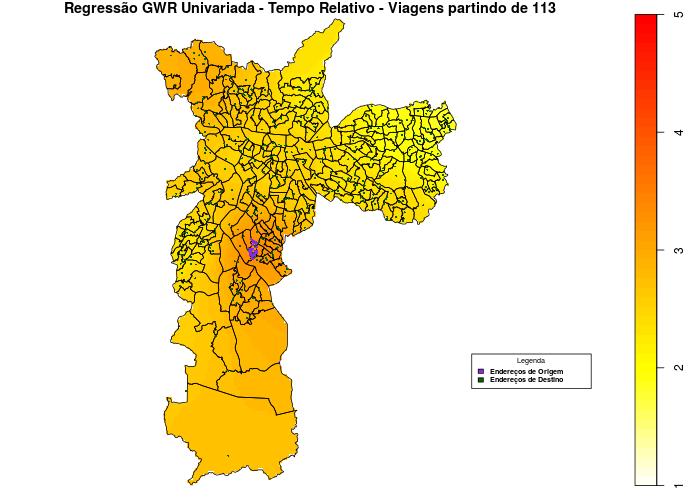 Regressão GWR Univariada - Tempo Relativo - Viagens partindo de 113
5
4
3
2
1
Legenda
Endereços de Origem
Endereços de Destino